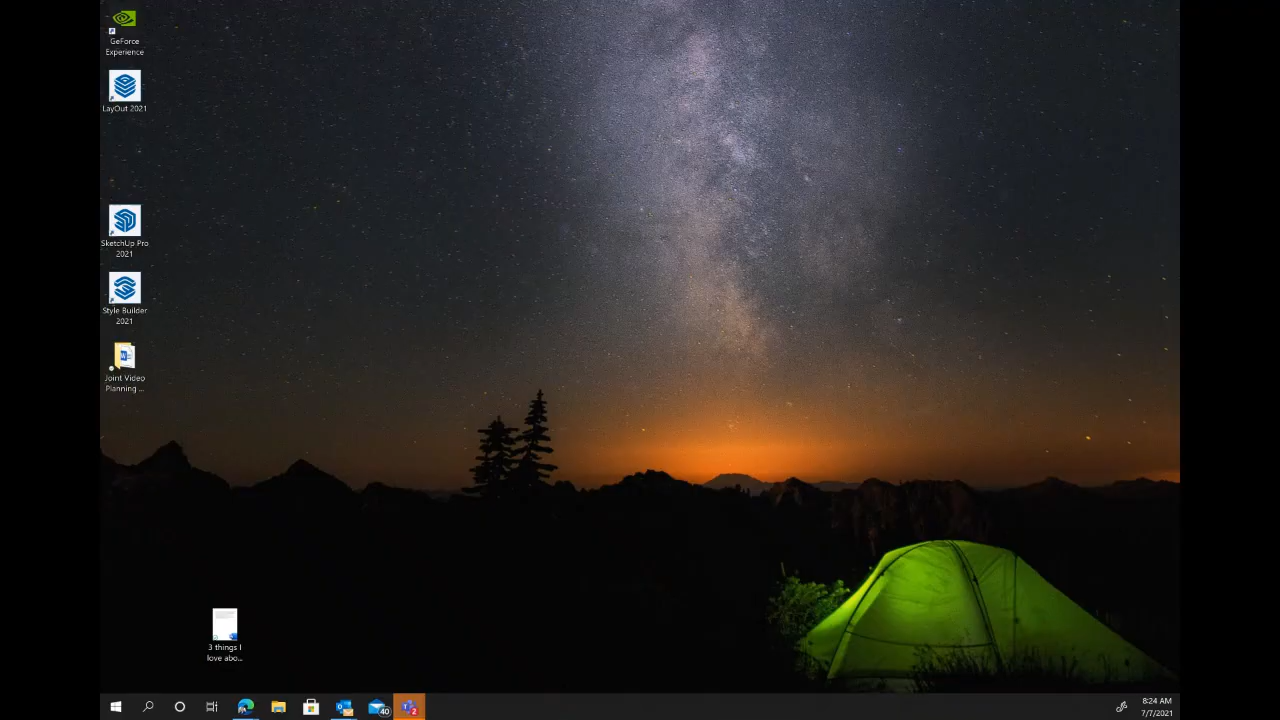 GeForce
Experience
LayOut 2021
SketchUp Pro
2021
Style Builder
2021
Joint Video
Planning ...
3 things I
love abo...
40
2
8:24 AM
7/7/2021